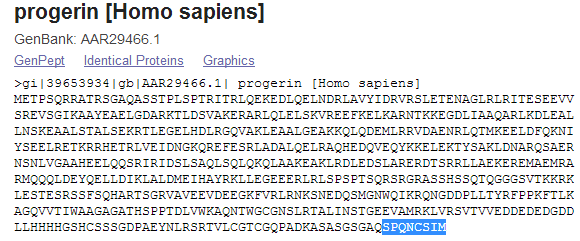 progerin [Homo sapiens]
GenBank: AAR29466.1
GenPept Identical Proteins Graphics
>gi|39653934|gb|AAR29466.1| progerin [Homo sapiens]
METPSQRRATRSGAQASSTPLSPTRITRLQEKEDLQELNDRLAVYIDRVRSLETENAGLRLRITESEEVV
SREVSGIKAAYEAELGDARKTLDSVAKERARLQLELSKVREEFKELKARNTKKEGDLIAAQARLKDLEAL
LNSKEAALSTALSEKRTLEGELHDLRGQVAKLEAALGEAKKQLQDEMLRRVDAENRLQTMKEELDFQKNI
YSEELRETKRRHETRLVEIDNGKQREFESRLADALQELRAQHEDQVEQYKKELEKTYSAKLDNARQSAER
NSNLVGAAHEELQQSRIRIDSLSAQLSQLQKQLAAKEAKLRDLEDSLARERDTSRRLLAEKEREMAEMRA
RMQQQLDEYQELLDIKLALDMEIHAYRKLLEGEEERLRLSPSPTSQRSRGRASSHSSQTQGGGSVTKKRK
LESTESRSSFSQHARTSGRVAVEEVDEEGKFVRLRNKSNEDQSMGNWQIKRQNGDDPLLTYRFPPKFTLK
AGQVVTIWAAGAGATHSPPTDLVWKAQNTWGCGNSLRTALINSTGEEVAMRKLVRSVTVVEDDEDEDGDD
LLHHHHGSHCSSSGDPAEYNLRSRTVLCGTCGQPADKASASGSGAQSPQNCSIM